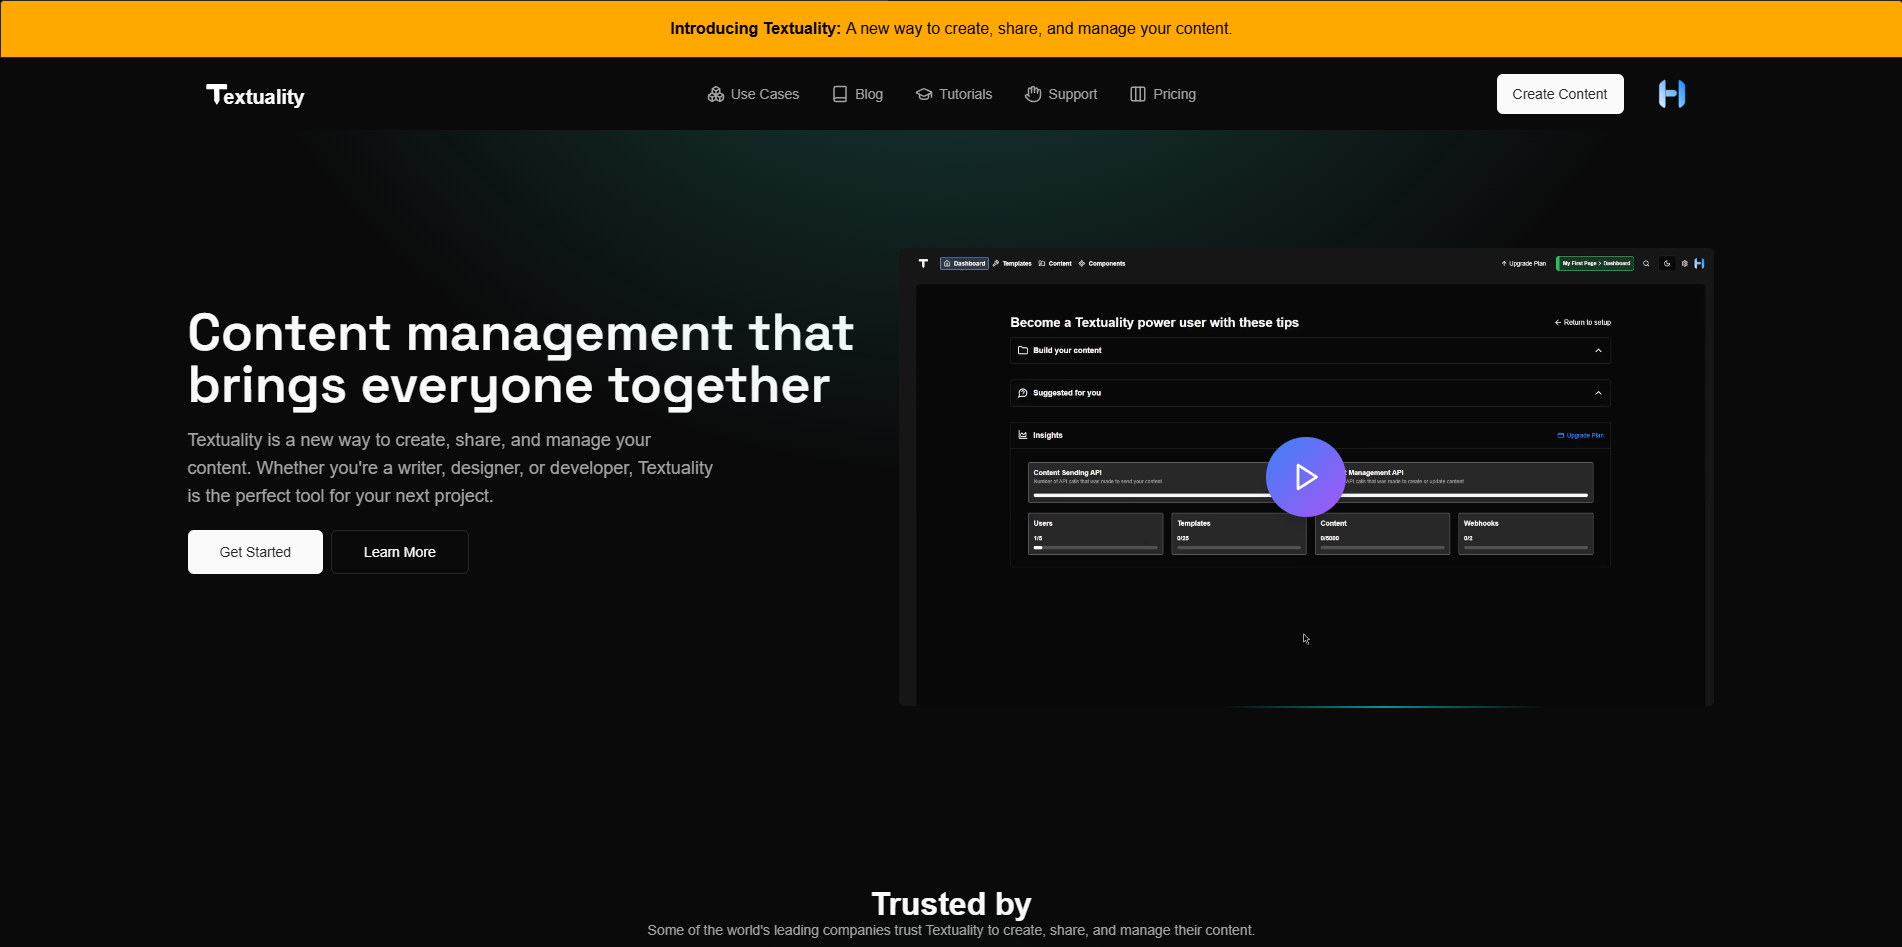 Introducing Textuality: A new way to create, share, and manage your content.
Textuality
Use Cases
Blog
Tutorials
Support
Pricing
Create Content
Content management that
brings everyone together
Textuality is a new way to create, share, and manage your
content. Whether you're a writer, designer, or developer, Textuality
is the perfect tool for your next project.
Get Started
Learn More
T
Dashboard
Templates
Content
Components
Upgrade Plan
My First Page > Dashboard
Become a Textuality power user with these tips
Return to setup
Build your content
Suggested for you
Insights
Upgrade Plan
Content Sending API
Number of API calls that was made to send your content
Management API
API calls that was made to create or update content
Users
1/5
Templates
0/25
Content
0/5000
Webhooks
0/2
Trusted by
Some of the world's leading companies trust Textuality to create, share, and manage their content.